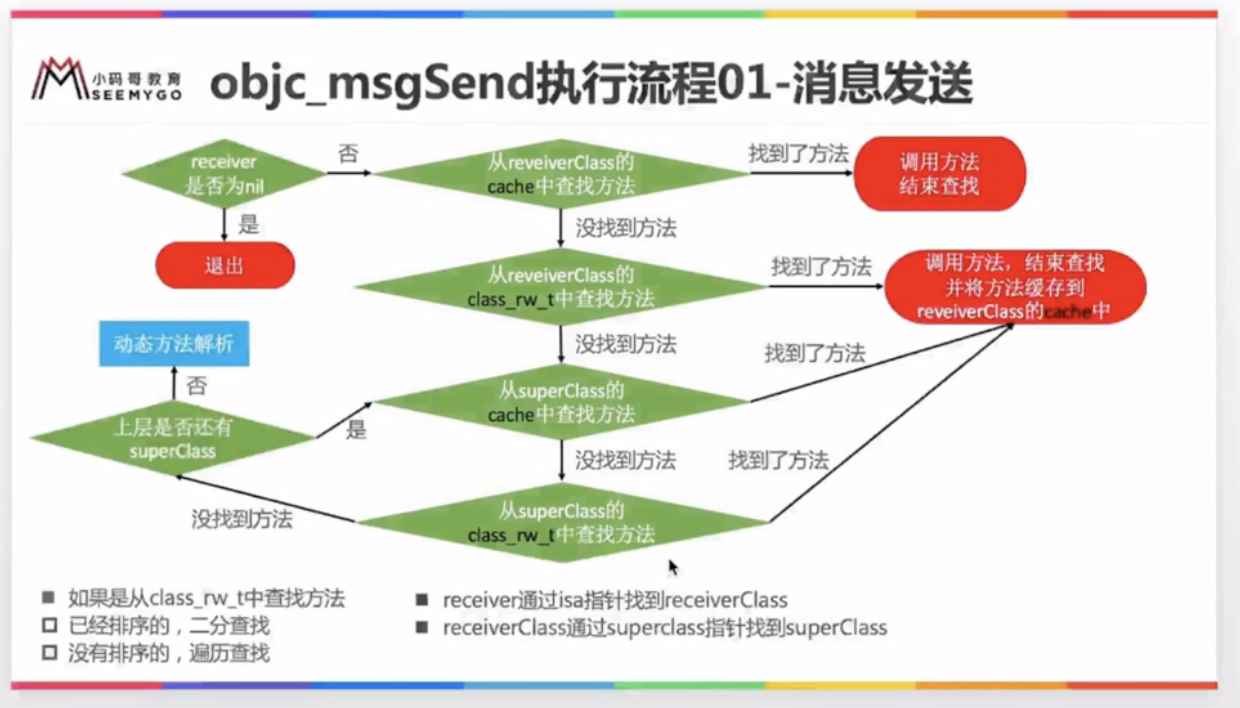 小码哥教育
SEEMYGO
objc_msgSend执行流程01-消息发送
receiver
是否为nil
否
从reveiverClass的
cache中查找方法
找到了方法
调用方法
结束查找
是
没找到方法
退出
从reveiverClass的
class_rw_t中查找方法
找到了方法
调用方法，结束查找
并将方法缓存到
reveiverClass的cache中
动态方法解析
没找到方法
找到了方法
否
从superClass的
cache中查找方法
上层是否还有
superClass
是
没找到方法
找到了方法
从superClass的
class_rw_t中查找方法
没找到方法
如果是从class_rw_t中查找方法
已经排序的，二分查找
没有排序的，遍历查找
receiver通过isa指针找到receiverClass
receiverClass通过superclass指针找到superClass